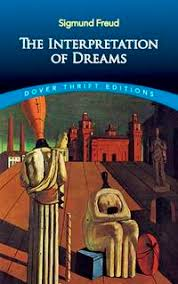 Sigmund Freud
THE INTERPRETATION
OF DREAMS
DOVER THRIFT EDITIONS